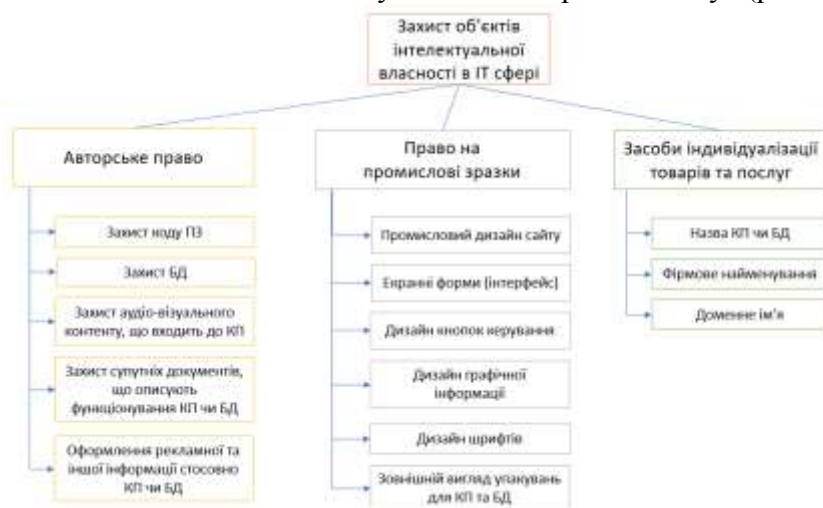 Захист об’єктів
інтелектуальної
власності в ІТ сфері
Авторське право
Захист коду ПЗ
Захист БД
Захист аудіо-візуального
контенту, що входить до КП
Захист супутніх документів,
що описують
функціонування КП чи БД
Оформлення рекламної та
іншої інформації стосовно
КП чи БД
Право на
промислові зразки
Промисловий дизайн сайту
Екранні форми (інтерфейс)
Дизайн кнопок керування
Дизайн графічної
інформації
Дизайн шрифтів
Зовнішній вигляд упакувань
для КП та БД
Засоби індивідуалізації
товарів та послуг
Назва КП чи БД
Фірмове найменування
Доменне ім’я